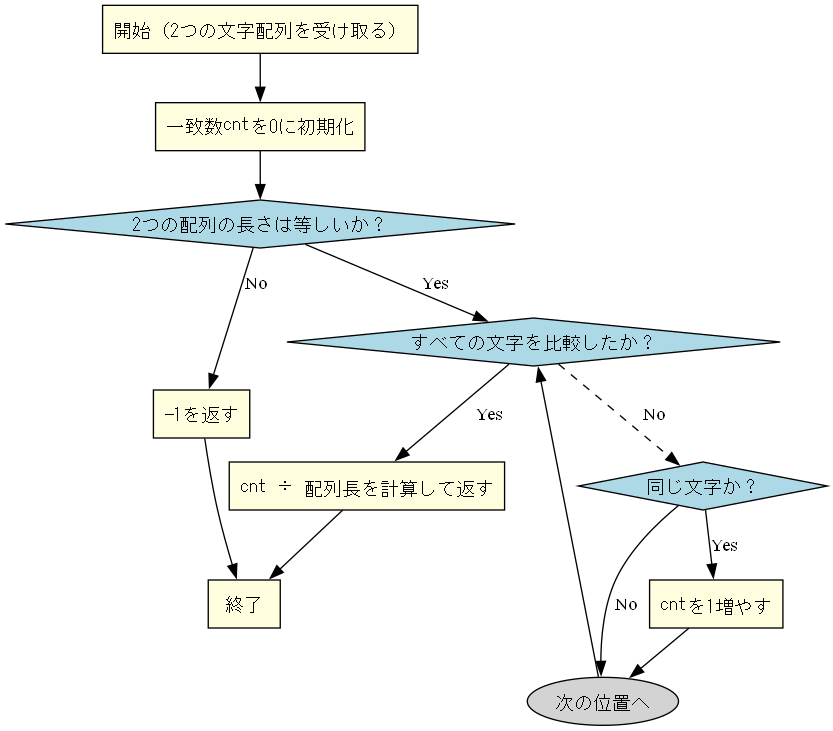 開始（2つの文字配列を受け取る）
一致数cntを0に初期化
2つの配列の長さは等しいか？
No
Yes
すべての文字を比較したか？
-1を返す
Yes
No
cnt ÷ 配列長を計算して返す
同じ文字か？
Yes
終了
No
cntを1増やす
次の位置へ